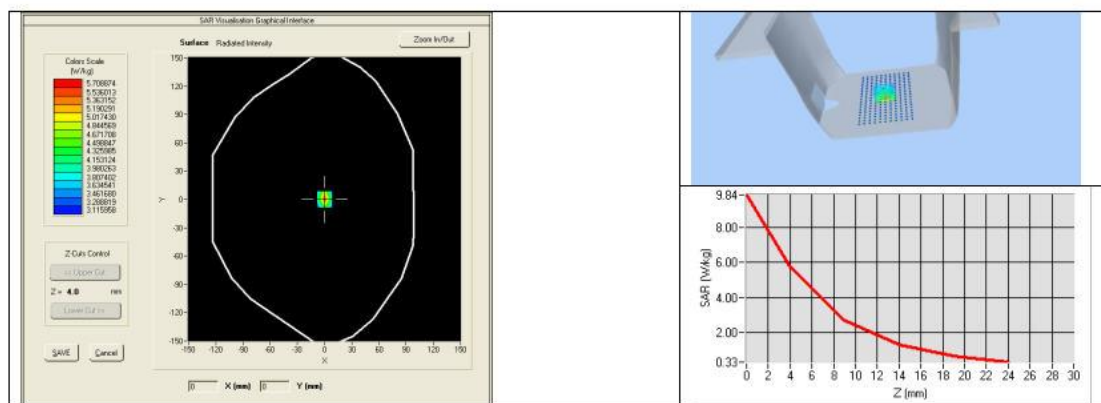 SAR Visualisation Graphical Interface
Surface Radiated Intensity
Zoom In/Out
Colors Scale
(W/kg)
5.708874
5.536013
5.363152
5.190291
5.017430
4.844569
4.671708
4.498847
4.325985
4.153124
3.980263
3.807402
3.634541
3.461680
3.288819
3.115958
150
120
90
60
30
0
-30
-60
-90
-120
-150
Y
-150 -120 -90 -60 -30 0 30 60 90 120 150
X
Z-Cuts Control
<< Upper Cut
Z = 4.0 mm
Lower Cut >>
SAVE Cancel
0 X (mm) 0 Y (mm)
SAR (W/kg)
9.84
8.00
6.00
4.00
2.00
0.33
0 2 4 6 8 10 12 14 16 18 20 22 24 26 28 30
Z (mm)